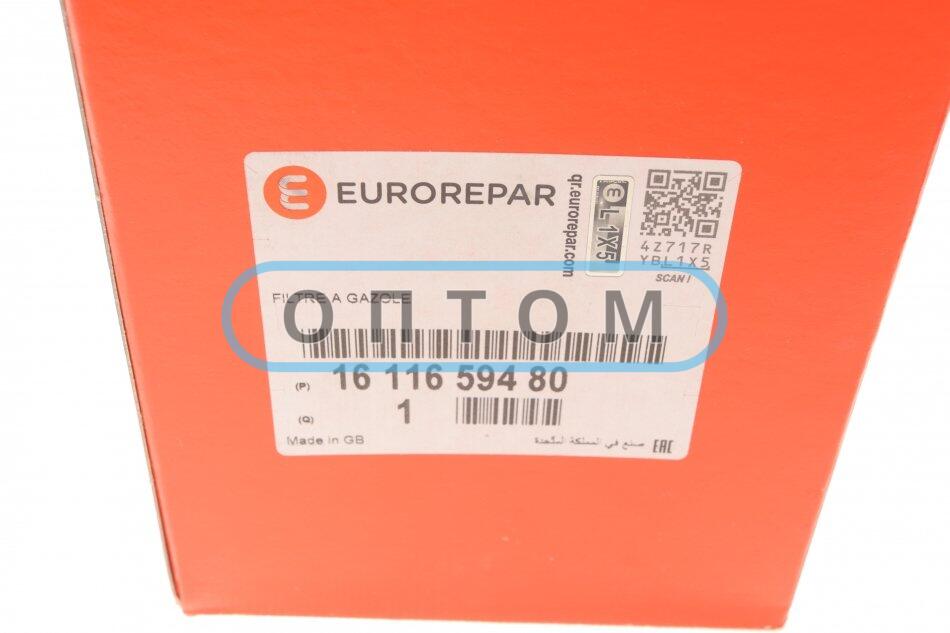 EUROREPAR
qr.eurorepar.com
L1X5
4Z717R
YBL1X5
SCAN!
FILTRE A GAZOLE
ОПТОМ
(P) 16 116 594 80
(Q) 1
Made in GB
صنع في المملكة المتحدة
EAC